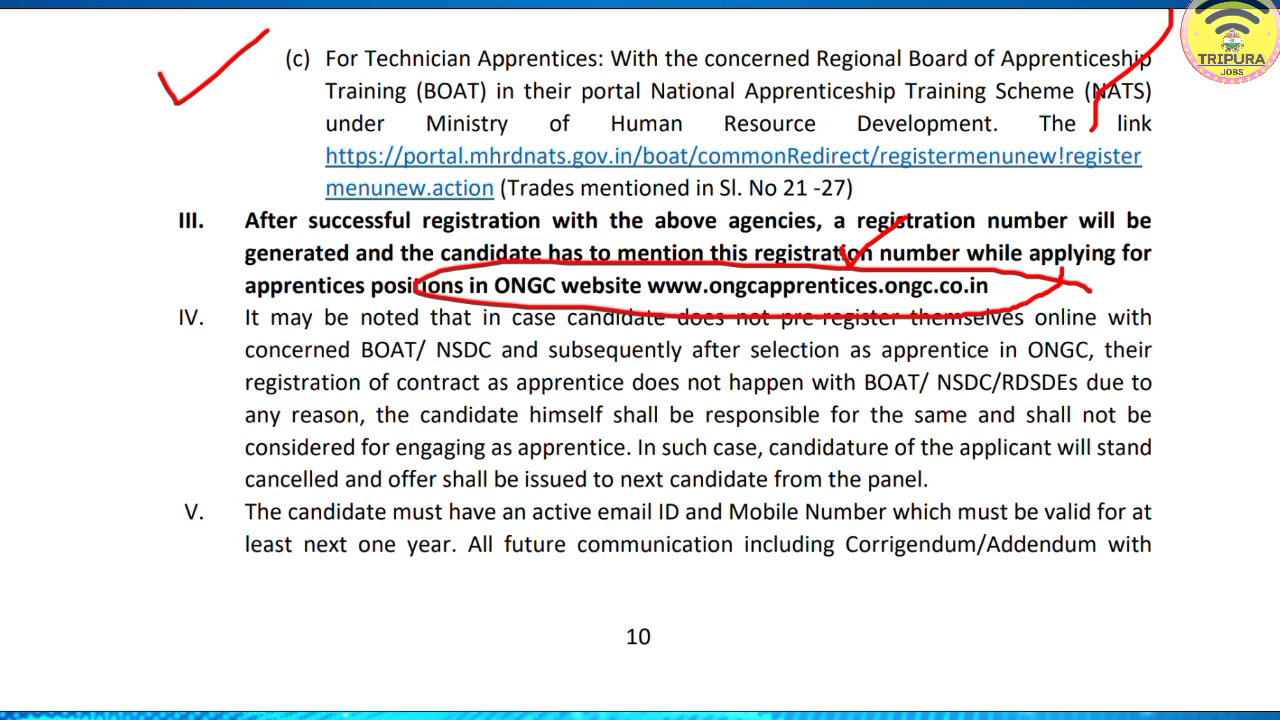 TRIPURA
JOBS
(c) For Technician Apprentices: With the concerned Regional Board of Apprenticeship
Training (BOAT) in their portal National Apprenticeship Training Scheme (NATS)
under Ministry of Human Resource Development. The link
https://portal.mhrdnats.gov.in/boat/commonRedirect/registermenunew!register
menunew.action (Trades mentioned in Sl. No 21 -27)
III. After successful registration with the above agencies, a registration number will be
generated and the candidate has to mention this registration number while applying for
apprentices positions in ONGC website www.ongcapprentices.ongc.co.in
IV. It may be noted that in case candidate does not pre-register themselves online with
concerned BOAT/ NSDC and subsequently after selection as apprentice in ONGC, their
registration of contract as apprentice does not happen with BOAT/ NSDC/RDSDEs due to
any reason, the candidate himself shall be responsible for the same and shall not be
considered for engaging as apprentice. In such case, candidature of the applicant will stand
cancelled and offer shall be issued to next candidate from the panel.
V. The candidate must have an active email ID and Mobile Number which must be valid for at
least next one year. All future communication including Corrigendum/Addendum with
10